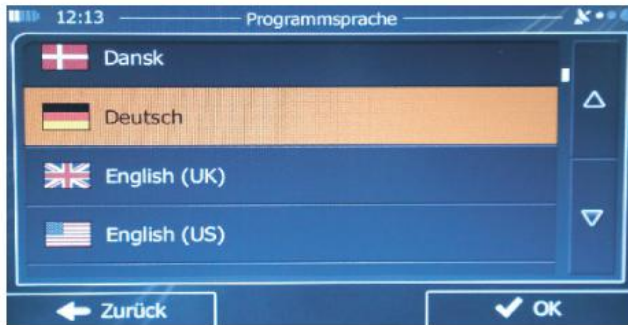 12:13 Programmsprache
Dansk
Deutsch
English (UK)
English (US)
Zurück OK